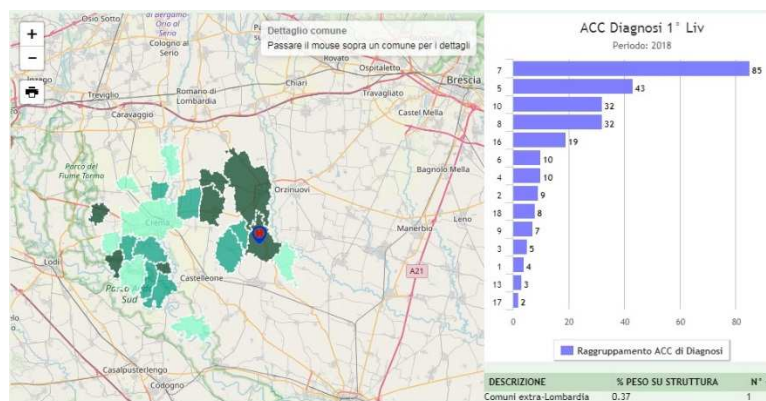 Dettaglio comune
Passare il mouse sopra un comune per i dettagli
+
−
Osio Sotto
Orio al Serio
Cologno al Serio
Rovato
Ospitaletto
Brescia
Chiari
Travagliato
Treviglio
Romano di Lombardia
Castel Mella
Caravaggio
Parco del Fiume Tormo
Bagnolo Mella
Orzinuovi
Crema
Manerbio
Leno
Lodi
Castelleone
A21
Sud
Casalpusterlengo
Codogno
ACC Diagnosi 1° Liv
Periodo: 2018
7 85
5 43
10 32
8 32
16 19
6 10
4 10
2 9
18 8
9 7
3 5
1 4
13 3
17 2
0 20 40 60 80
Raggruppamento ACC di Diagnosi
DESCRIZIONE % PESO SU STRUTTURA N°
Comuni extra-Lombardia 0.37 1